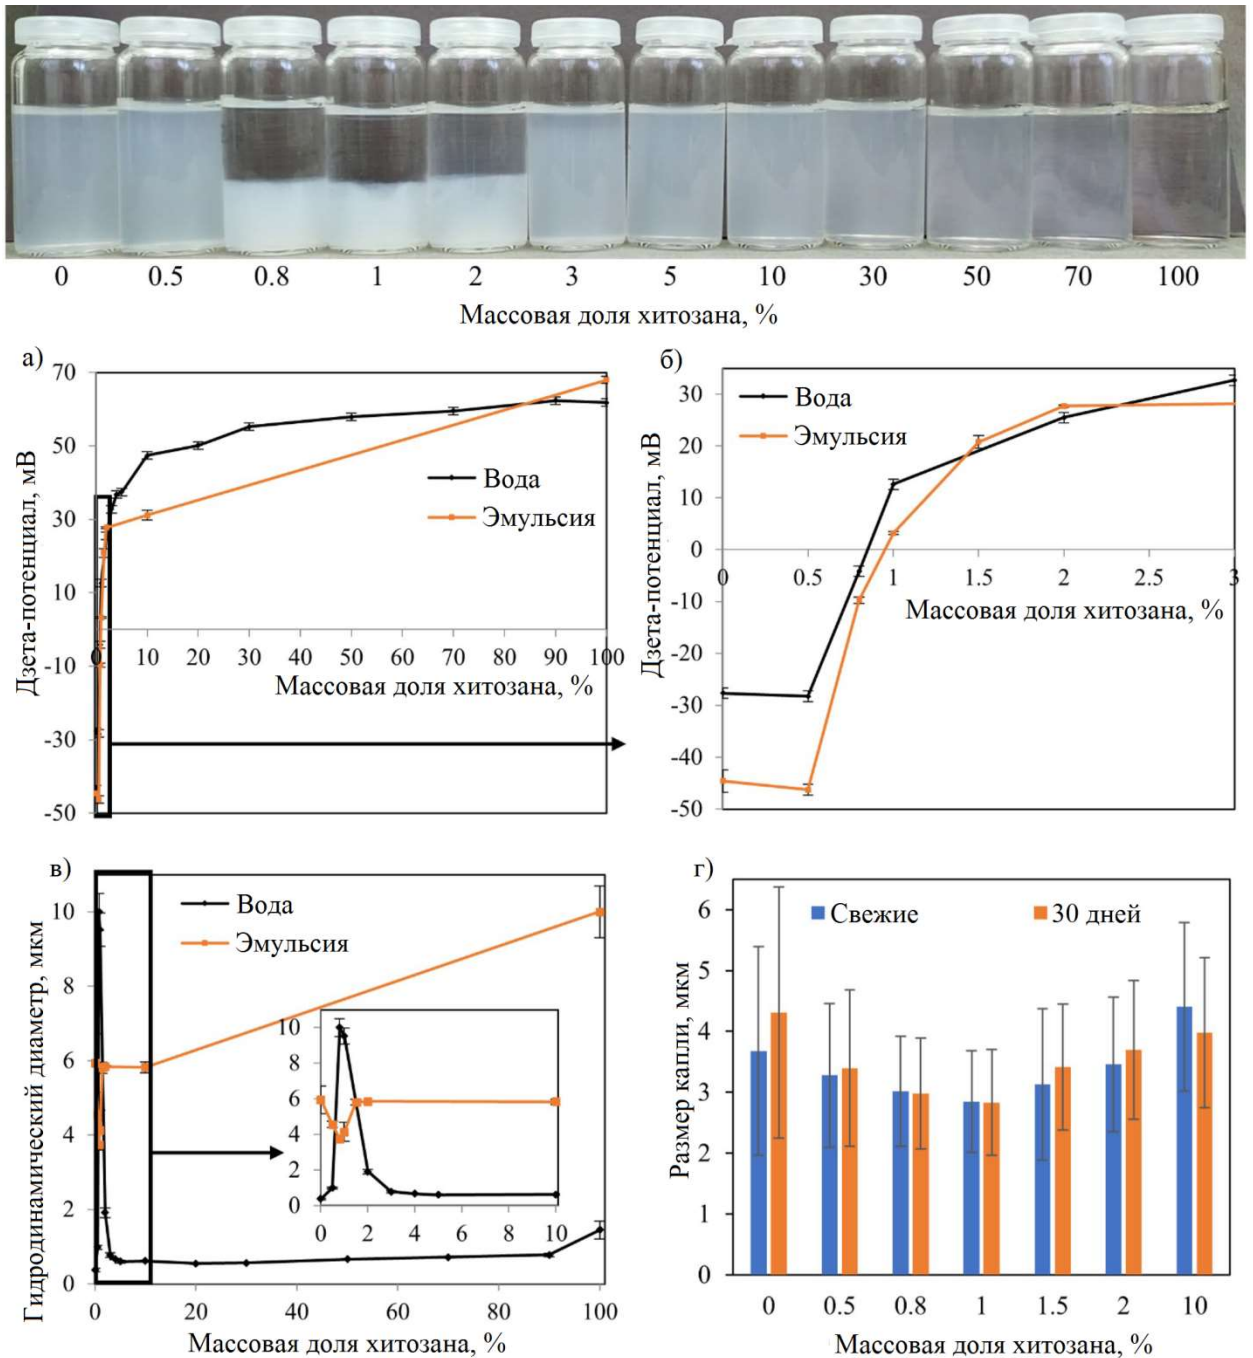 0 0.5 0.8 1 2 3 5 10 30 50 70 100
Массовая доля хитозана, %
а)
70
50
30
10
-10
-30
-50
Дзета-потенциал, мВ
Вода
Эмульсия
0 10 20 30 40 50 60 70 80 90 100
Массовая доля хитозана, %
б)
30
20
10
0
-10
-20
-30
-40
-50
Дзета-потенциал, мВ
Вода
Эмульсия
0 0.5 1 1.5 2 2.5 3
Массовая доля хитозана, %
в)
10
8
6
4
2
0
Гидродинамический диаметр, мкм
Вода
Эмульсия
10
8
6
4
2
0
0 2 4 6 8 10
0 20 40 60 80 100
Массовая доля хитозана, %
г)
6
5
4
3
2
1
0
Размер капли, мкм
Свежие
30 дней
0 0.5 0.8 1 1.5 2 10
Массовая доля хитозана, %